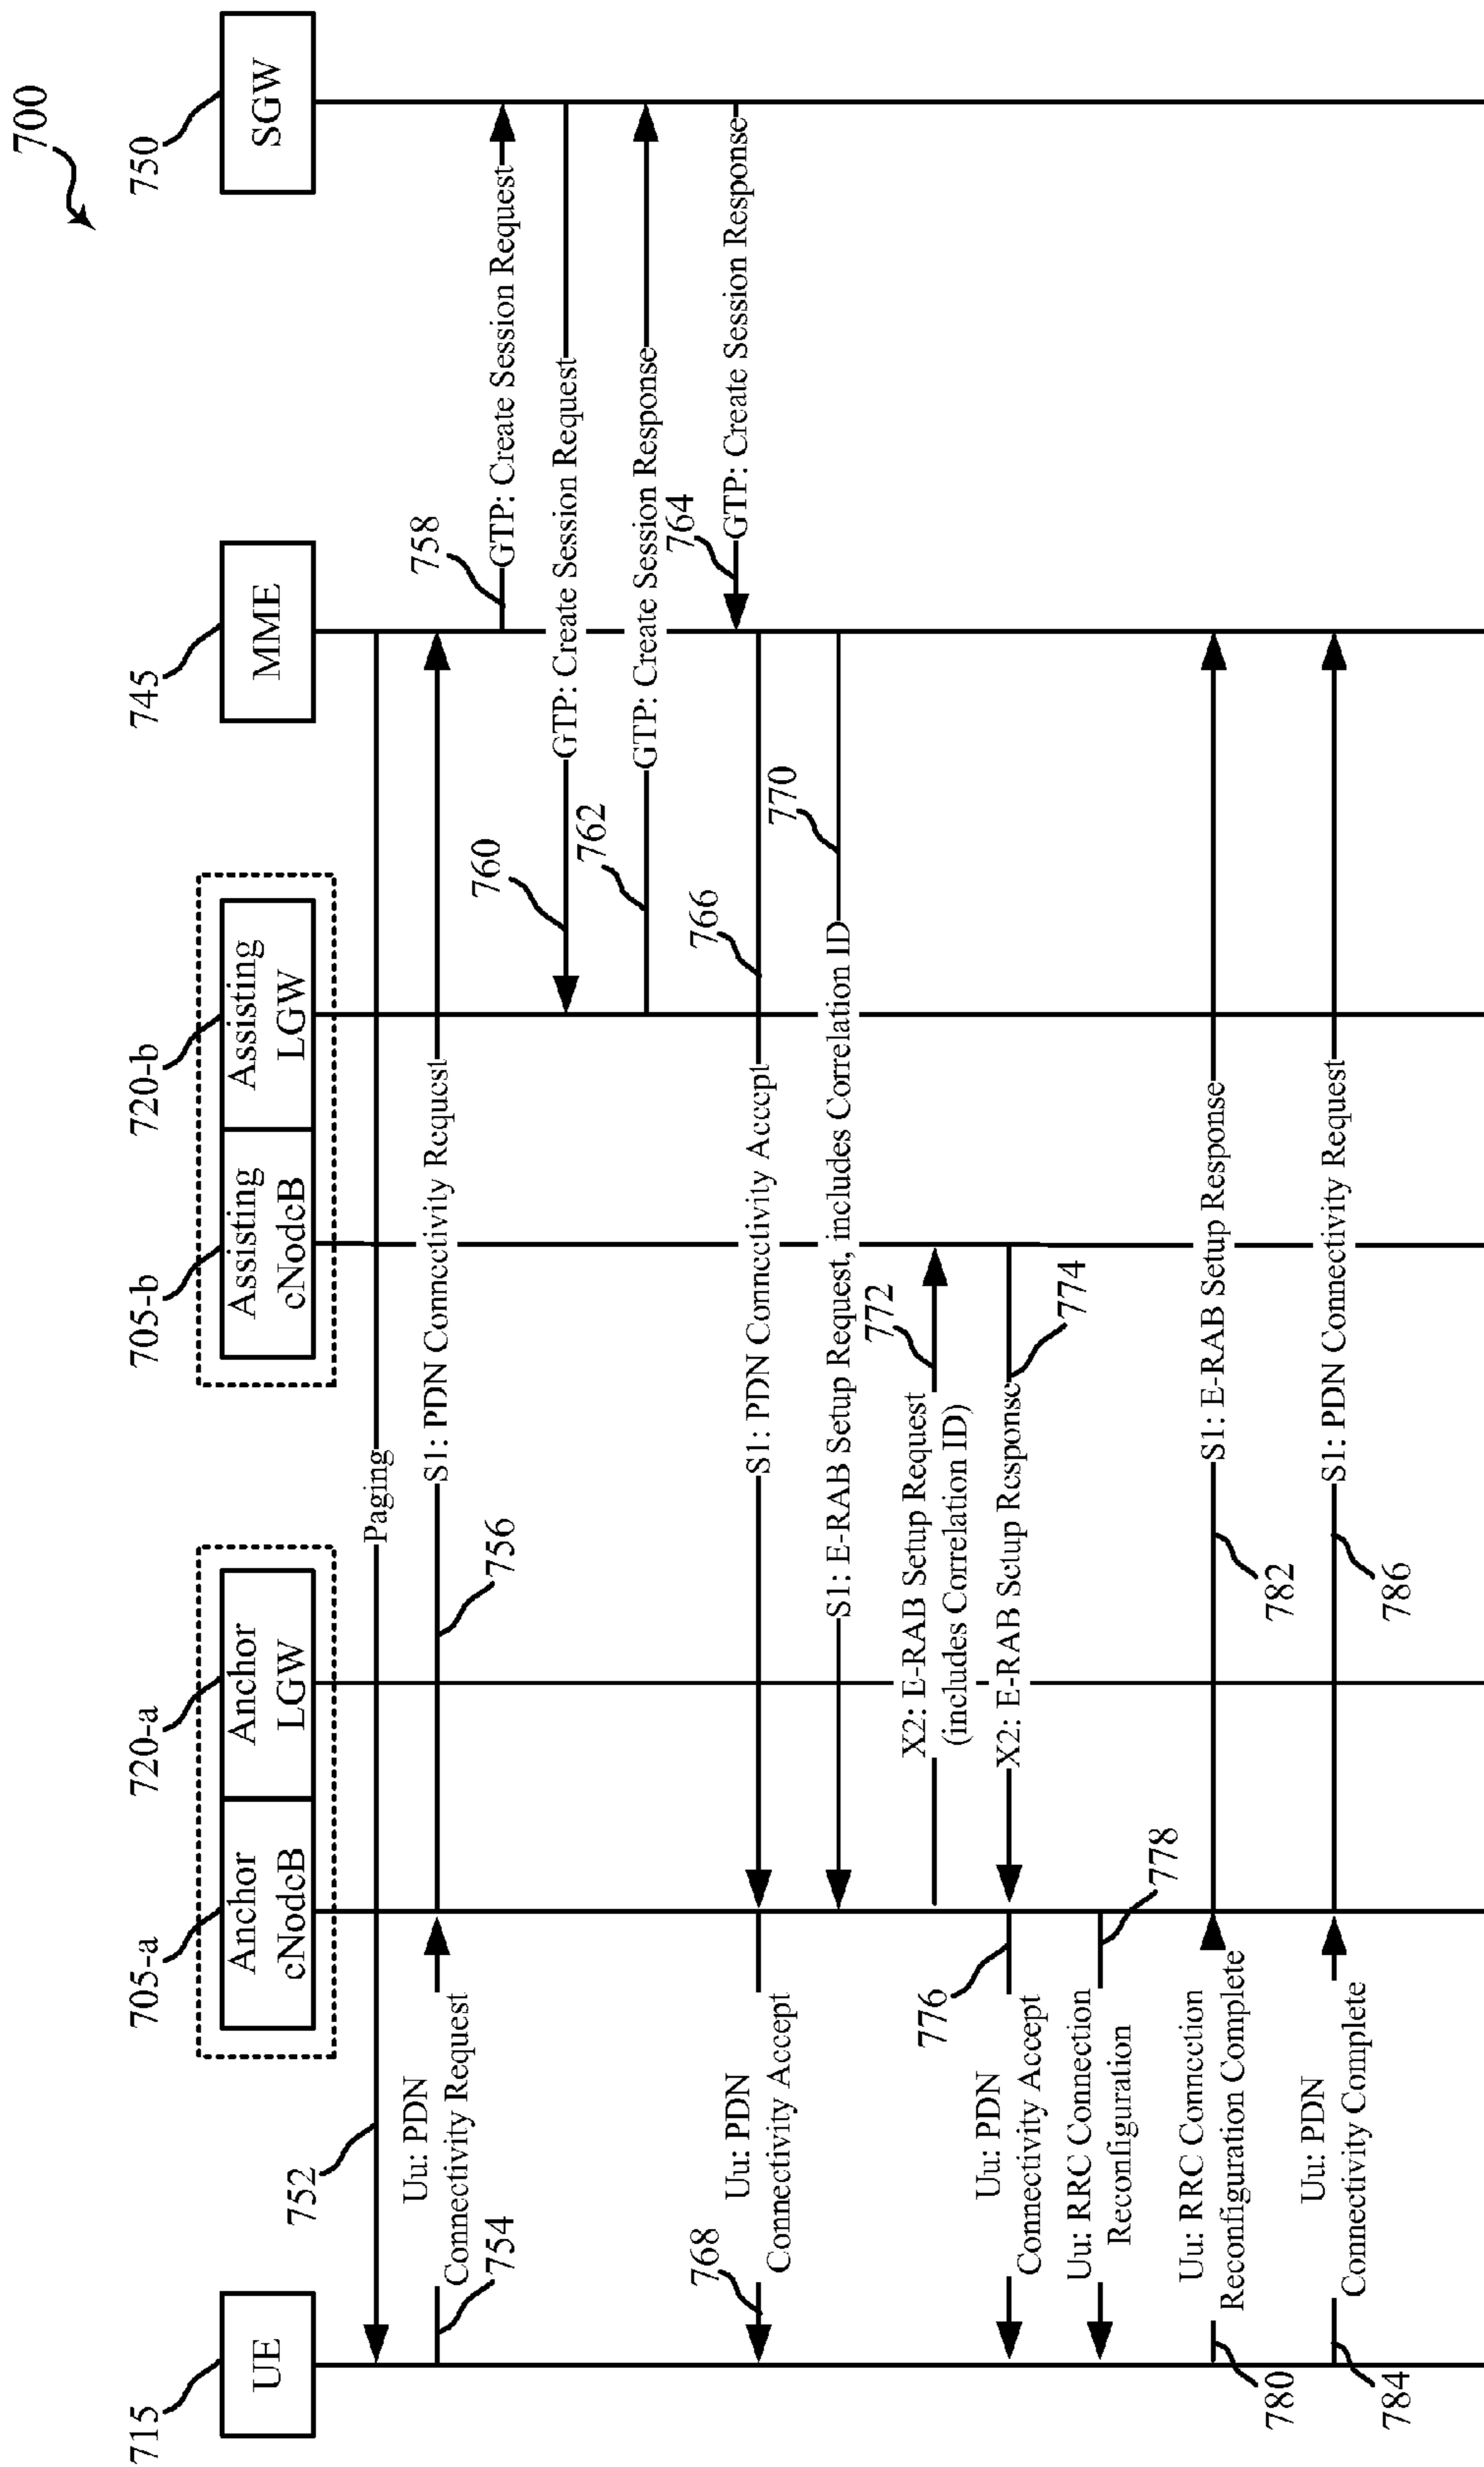 700
715
705-a
720-a
705-b
720-b
745
750
UE
Anchor
eNodeB
Anchor
LGW
Assisting
eNodeB
Assisting
LGW
MME
SGW
752
Paging
Uu: PDN
Connectivity Request
754
S1: PDN Connectivity Request
756
758
GTP: Create Session Request
760
GTP: Create Session Request
762
GTP: Create Session Response
764
GTP: Create Session Response
766
S1: PDN Connectivity Accept
768
Uu: PDN
Connectivity Accept
770
S1: E-RAB Setup Request, includes Correlation ID
772
X2: E-RAB Setup Request
(includes Correlation ID)
X2: E-RAB Setup Response
774
776
Uu: PDN
Connectivity Accept
778
Uu: RRC Connection
Reconfiguration
Uu: RRC Connection
Reconfiguration Complete
780
S1: E-RAB Setup Response
782
Uu: PDN
Connectivity Complete
784
S1: PDN Connectivity Request
786